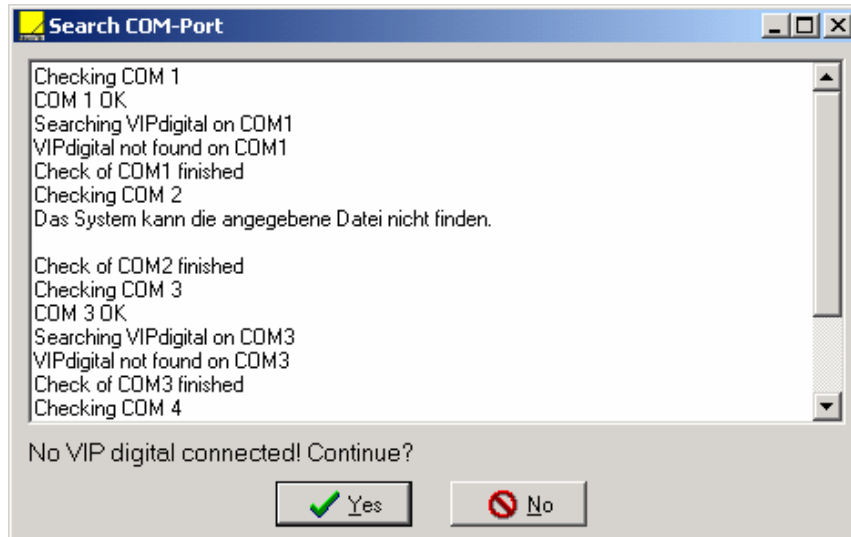 Search COM-Port
Checking COM 1
COM 1 OK
Searching VIPdigital on COM1
VIPdigital not found on COM1
Check of COM1 finished
Checking COM 2
Das System kann die angegebene Datei nicht finden.
Check of COM2 finished
Checking COM 3
COM 3 OK
Searching VIPdigital on COM3
VIPdigital not found on COM3
Check of COM3 finished
Checking COM 4
No VIP digital connected! Continue?
Yes No